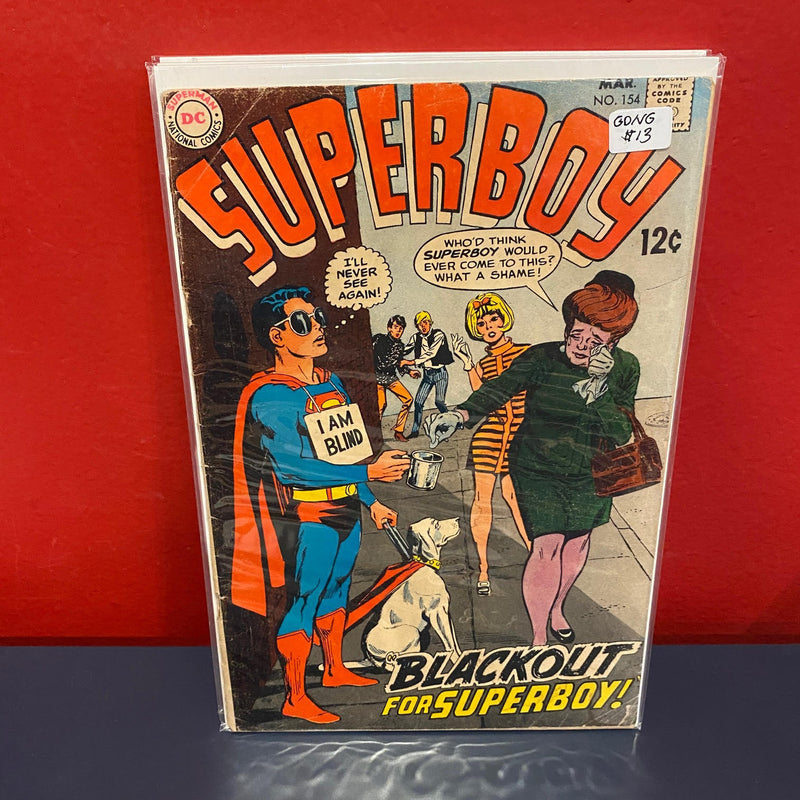 SUPERMAN
DC
NATIONAL COMICS
MAR.
NO. 154
APPROVED
BY THE
COMICS
CODE
GD/VG
$13
SUPERBOY
12¢
I'LL
NEVER
SEE
AGAIN!
WHO'D THINK
SUPERBOY WOULD
EVER COME TO THIS?
WHAT A SHAME!
I AM
BLIND
"BLACKOUT
FOR SUPERBOY!